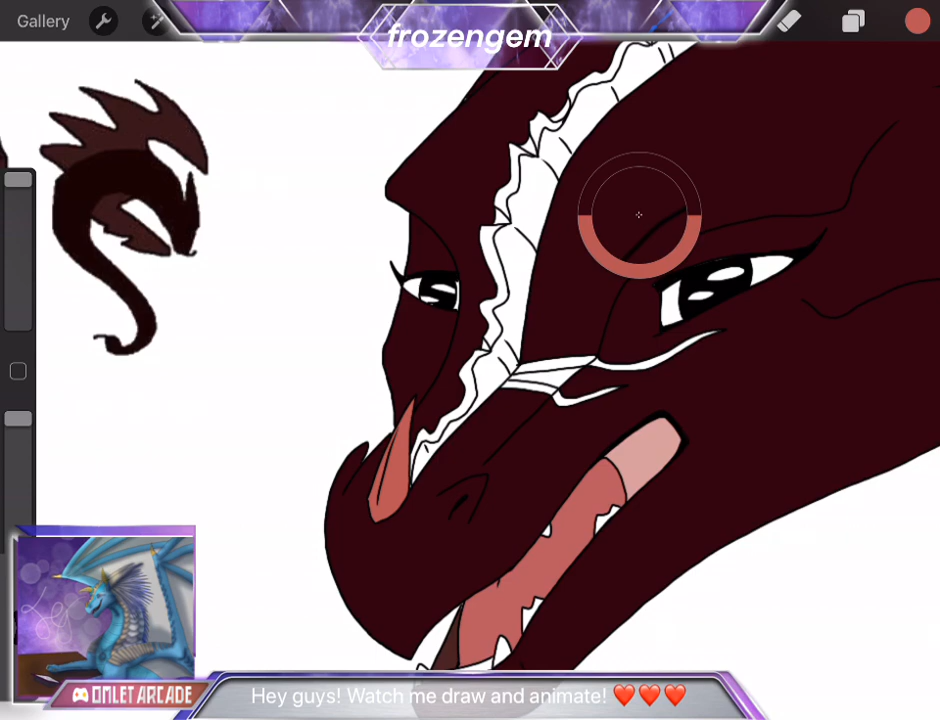 Gallery
frozengem
OMLET ARCADE
Hey guys! Watch me draw and animate! ❤️❤️❤️